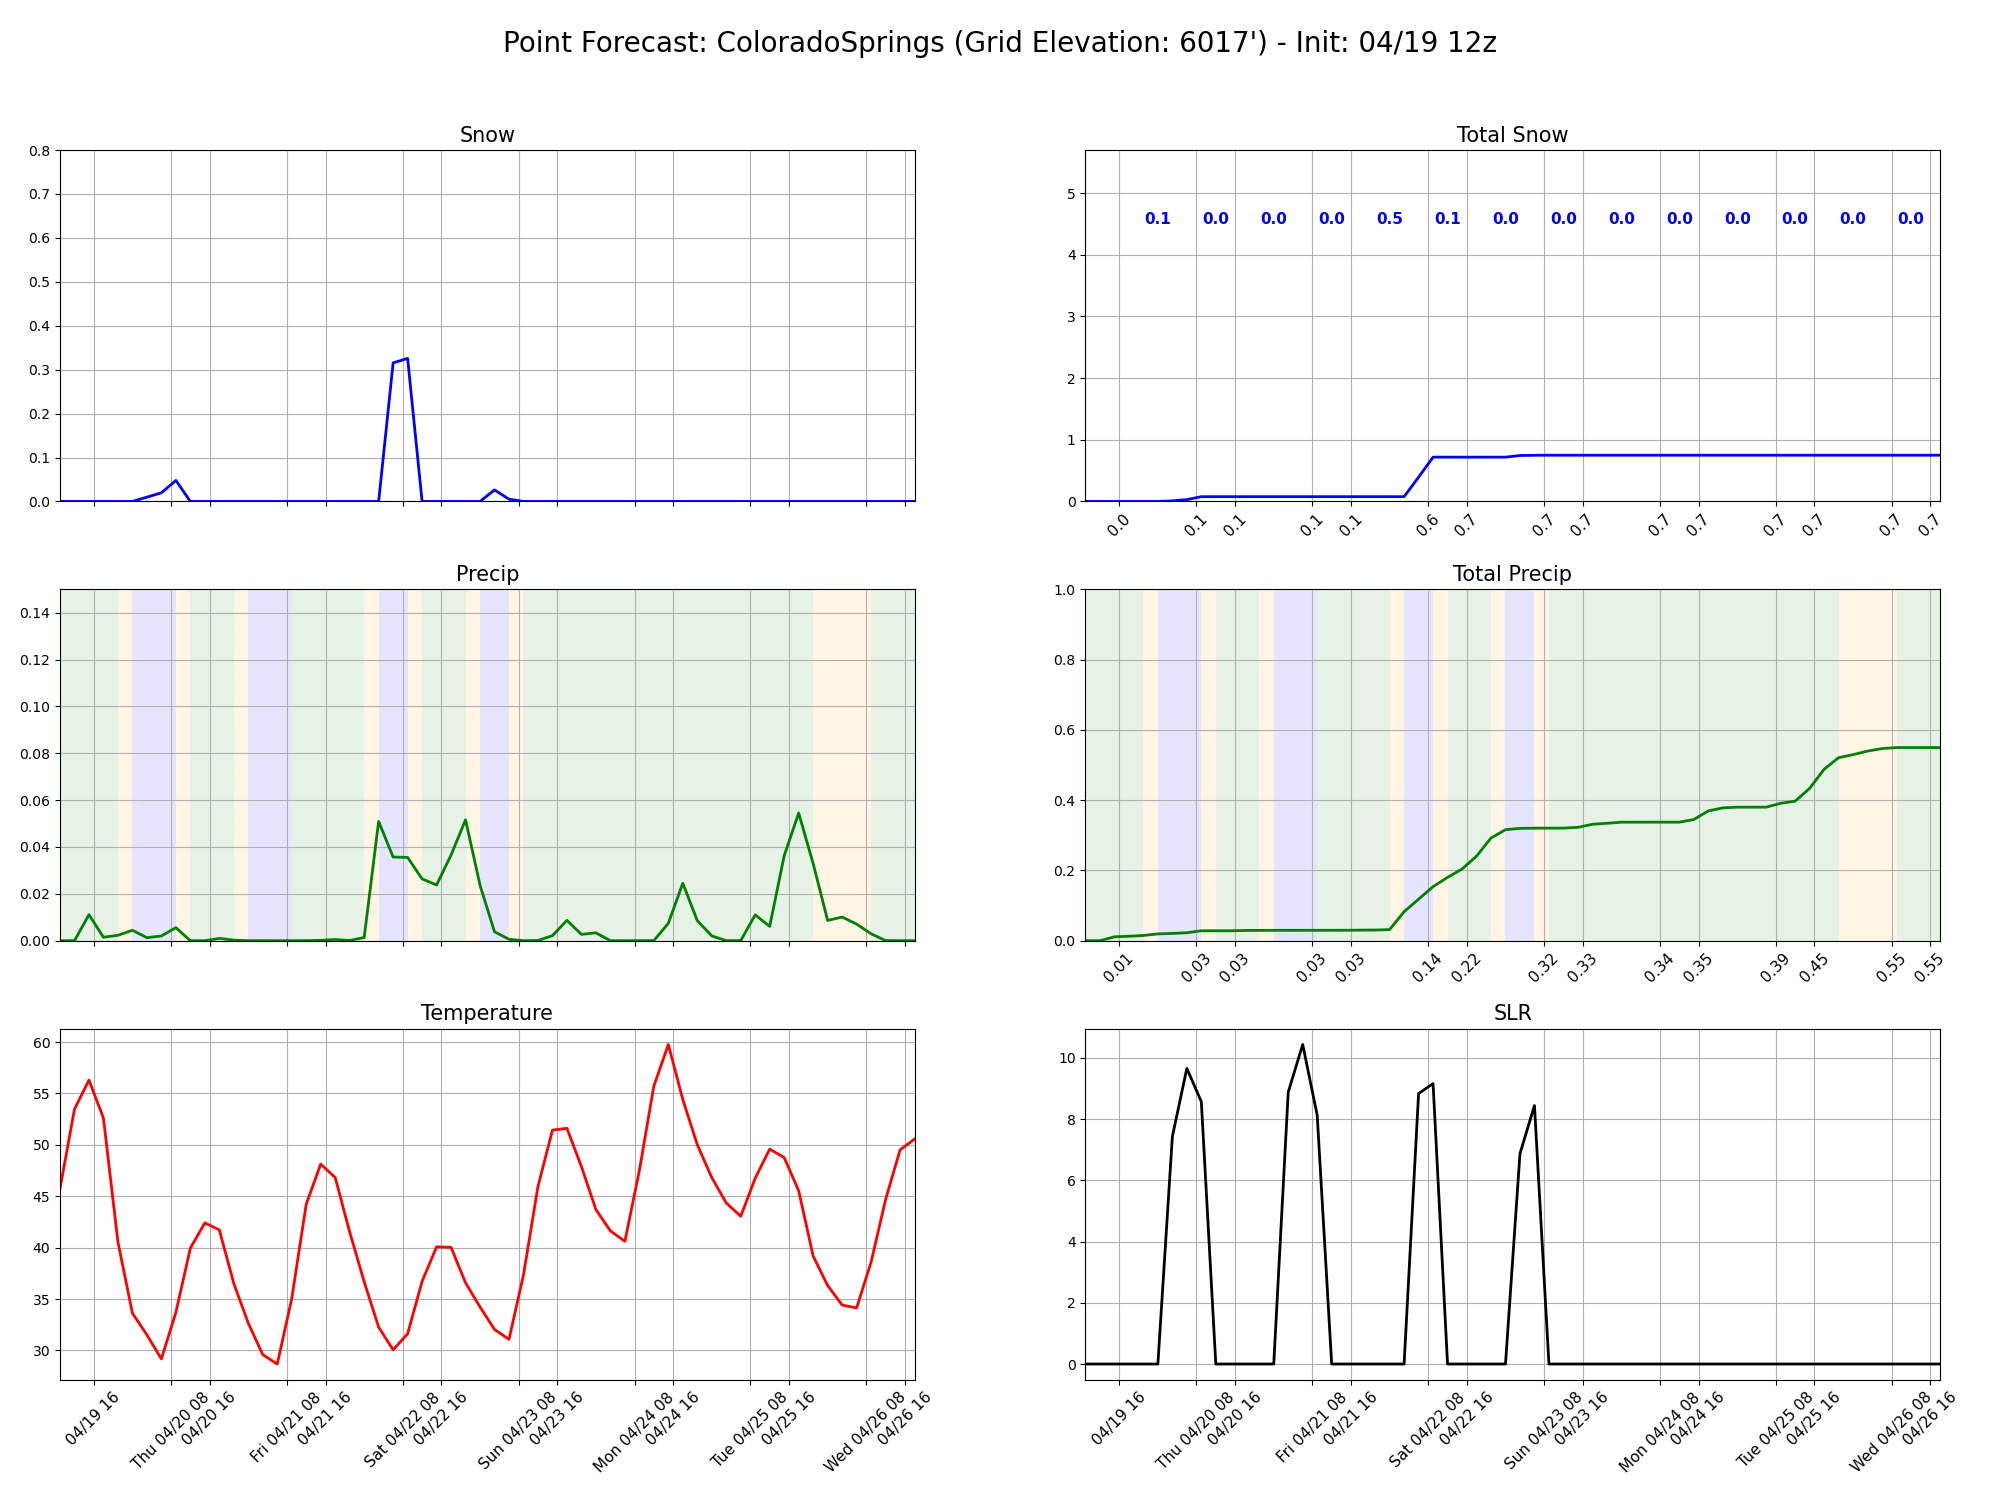 Point Forecast: ColoradoSprings (Grid Elevation: 6017') - Init: 04/19 12z
Snow
0.8
0.7
0.6
0.5
0.4
0.3
0.2
0.1
0.0
Total Snow
5
4
3
2
1
0
0.1 0.0 0.0 0.0 0.5 0.1 0.0 0.0 0.0 0.0 0.0 0.0 0.0 0.0
0.0 0.1 0.1 0.1 0.1 0.6 0.7 0.7 0.7 0.7 0.7 0.7 0.7 0.7 0.7
Precip
0.14
0.12
0.10
0.08
0.06
0.04
0.02
0.00
Total Precip
1.0
0.8
0.6
0.4
0.2
0.0
0.01 0.03 0.03 0.03 0.03 0.14 0.22 0.32 0.33 0.34 0.35 0.39 0.45 0.55 0.55
Temperature
60
55
50
45
40
35
30
04/19 16
Thu 04/20 08
04/20 16
Fri 04/21 08
04/21 16
Sat 04/22 08
04/22 16
Sun 04/23 08
04/23 16
Mon 04/24 08
04/24 16
Tue 04/25 08
04/25 16
Wed 04/26 08
04/26 16
SLR
10
8
6
4
2
0
04/19 16
Thu 04/20 08
04/20 16
Fri 04/21 08
04/21 16
Sat 04/22 08
04/22 16
Sun 04/23 08
04/23 16
Mon 04/24 08
04/24 16
Tue 04/25 08
04/25 16
Wed 04/26 08
04/26 16